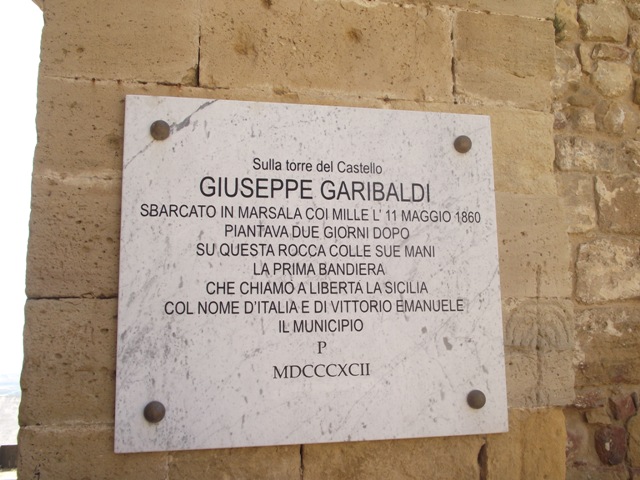 Sulla torre del Castello
GIUSEPPE GARIBALDI
SBARCATO IN MARSALA COI MILLE L' 11 MAGGIO 1860
PIANTAVA DUE GIORNI DOPO
SU QUESTA ROCCA COLLE SUE MANI
LA PRIMA BANDIERA
CHE CHIAMO A LIBERTA LA SICILIA
COL NOME D'ITALIA E DI VITTORIO EMANUELE
IL MUNICIPIO
P
MDCCCXCII